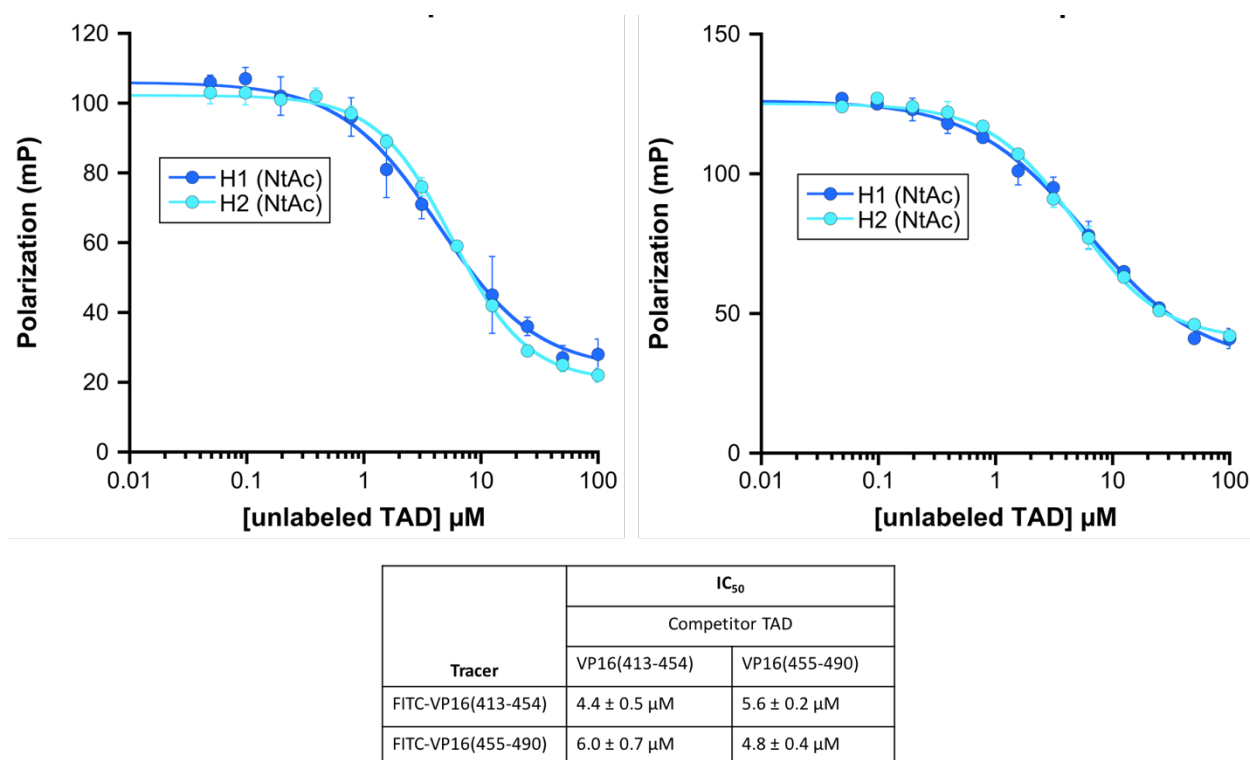 120
100
80
60
40
20
0
Polarization (mP)
H1 (NtAc)
H2 (NtAc)
0.01 0.1 1 10 100
[unlabeled TAD] µM
150
100
50
0
Polarization (mP)
H1 (NtAc)
H2 (NtAc)
0.01 0.1 1 10 100
[unlabeled TAD] µM
IC50
Competitor TAD
Tracer VP16(413-454) VP16(455-490)
FITC-VP16(413-454) 4.4 ± 0.5 µM 5.6 ± 0.2 µM
FITC-VP16(455-490) 6.0 ± 0.7 µM 4.8 ± 0.4 µM